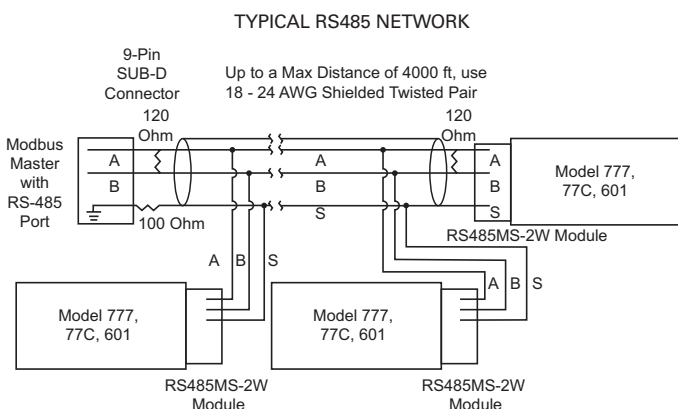 TYPICAL RS485 NETWORK
9-Pin
SUB-D
Connector
Up to a Max Distance of 4000 ft, use
18 - 24 AWG Shielded Twisted Pair
120
Ohm
120
Ohm
Modbus
Master
with
RS-485
Port
A
B
100 Ohm
A
B
S
A
B
S
Model 777,
77C, 601
RS485MS-2W Module
A B S
A B S
Model 777,
77C, 601
RS485MS-2W
Module
Model 777,
77C, 601
RS485MS-2W
Module